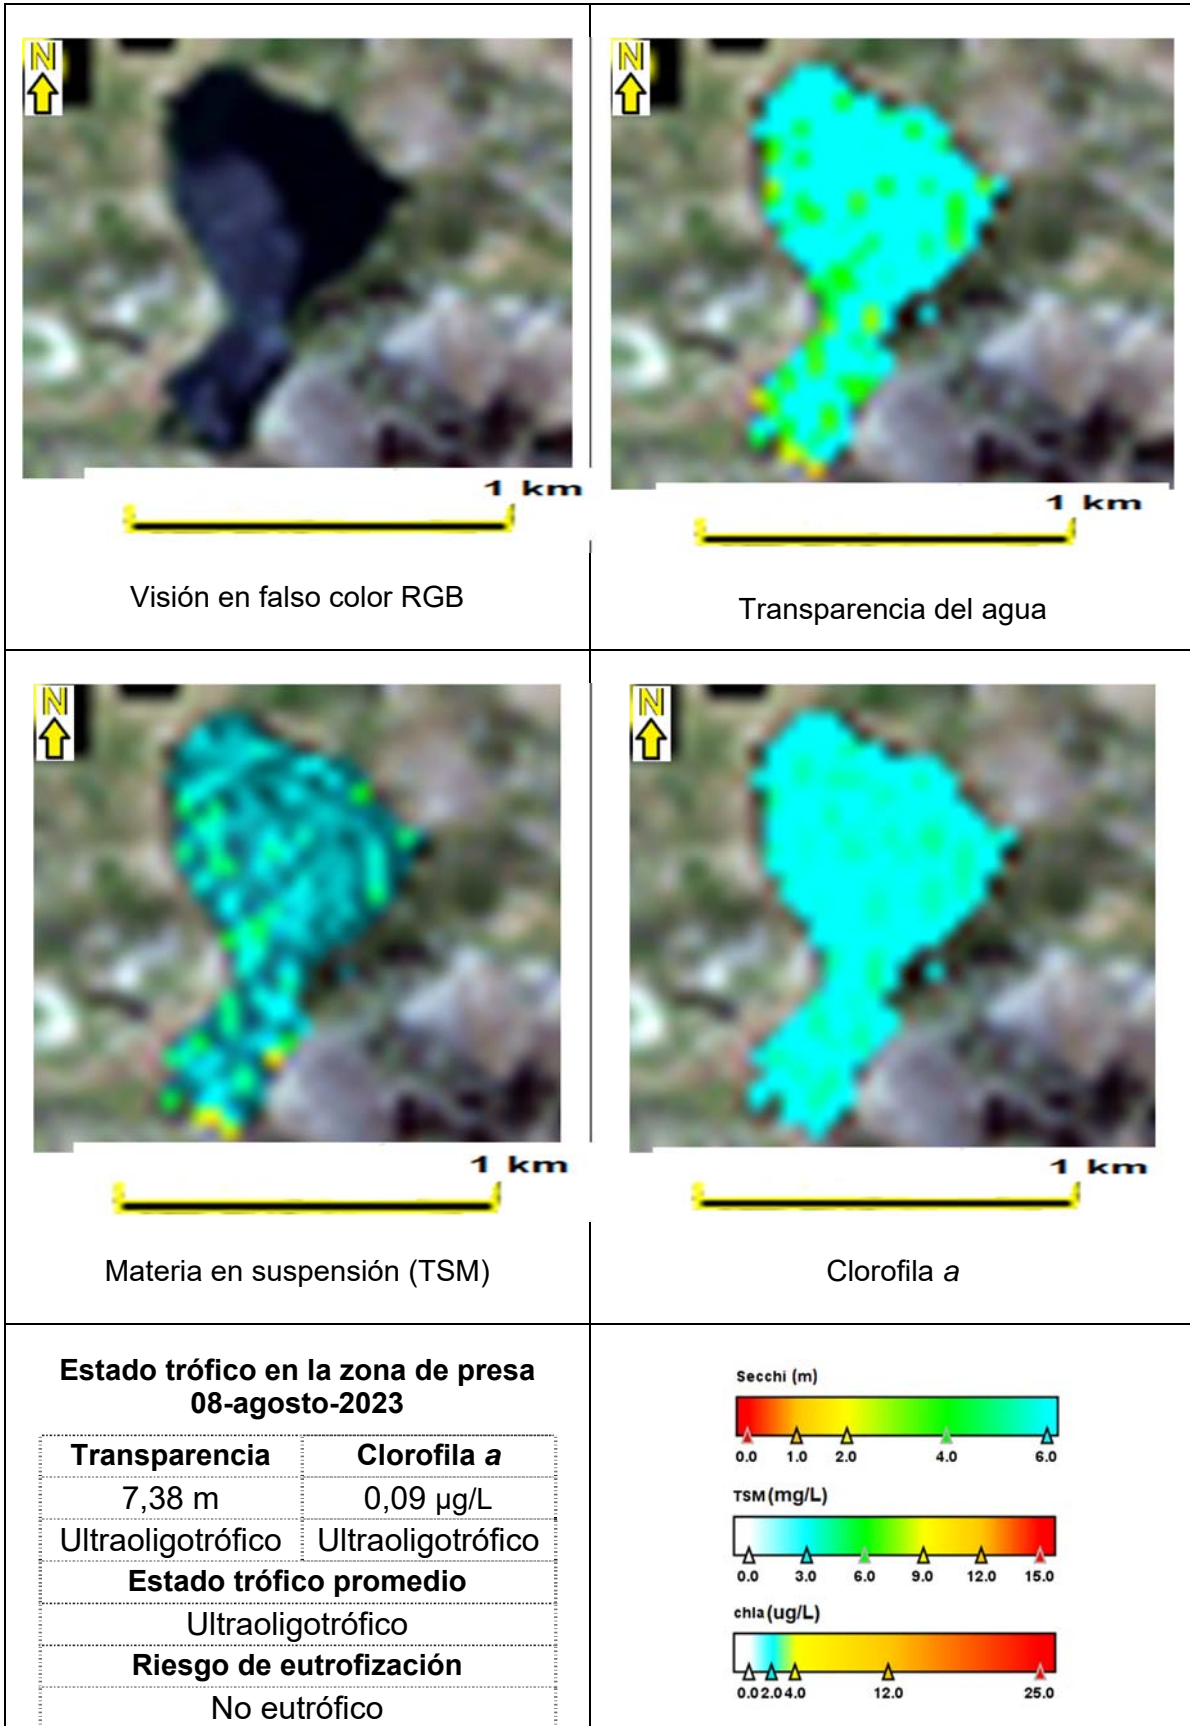 N
N
1 km
1 km
Visión en falso color RGB
Transparencia del agua
N
N
1 km
1 km
Materia en suspensión (TSM)
Clorofila a
Estado trófico en la zona de presa
08-agosto-2023
Transparencia Clorofila a
7,38 m 0,09 µg/L
Ultraoligotrófico Ultraoligotrófico
Estado trófico promedio
Ultraoligotrófico
Riesgo de eutrofización
No eutrófico
Secchi (m)
0.0 1.0 2.0 4.0 6.0
TSM (mg/L)
0.0 3.0 6.0 9.0 12.0 15.0
chla (ug/L)
0.0 2.0 4.0 12.0 25.0